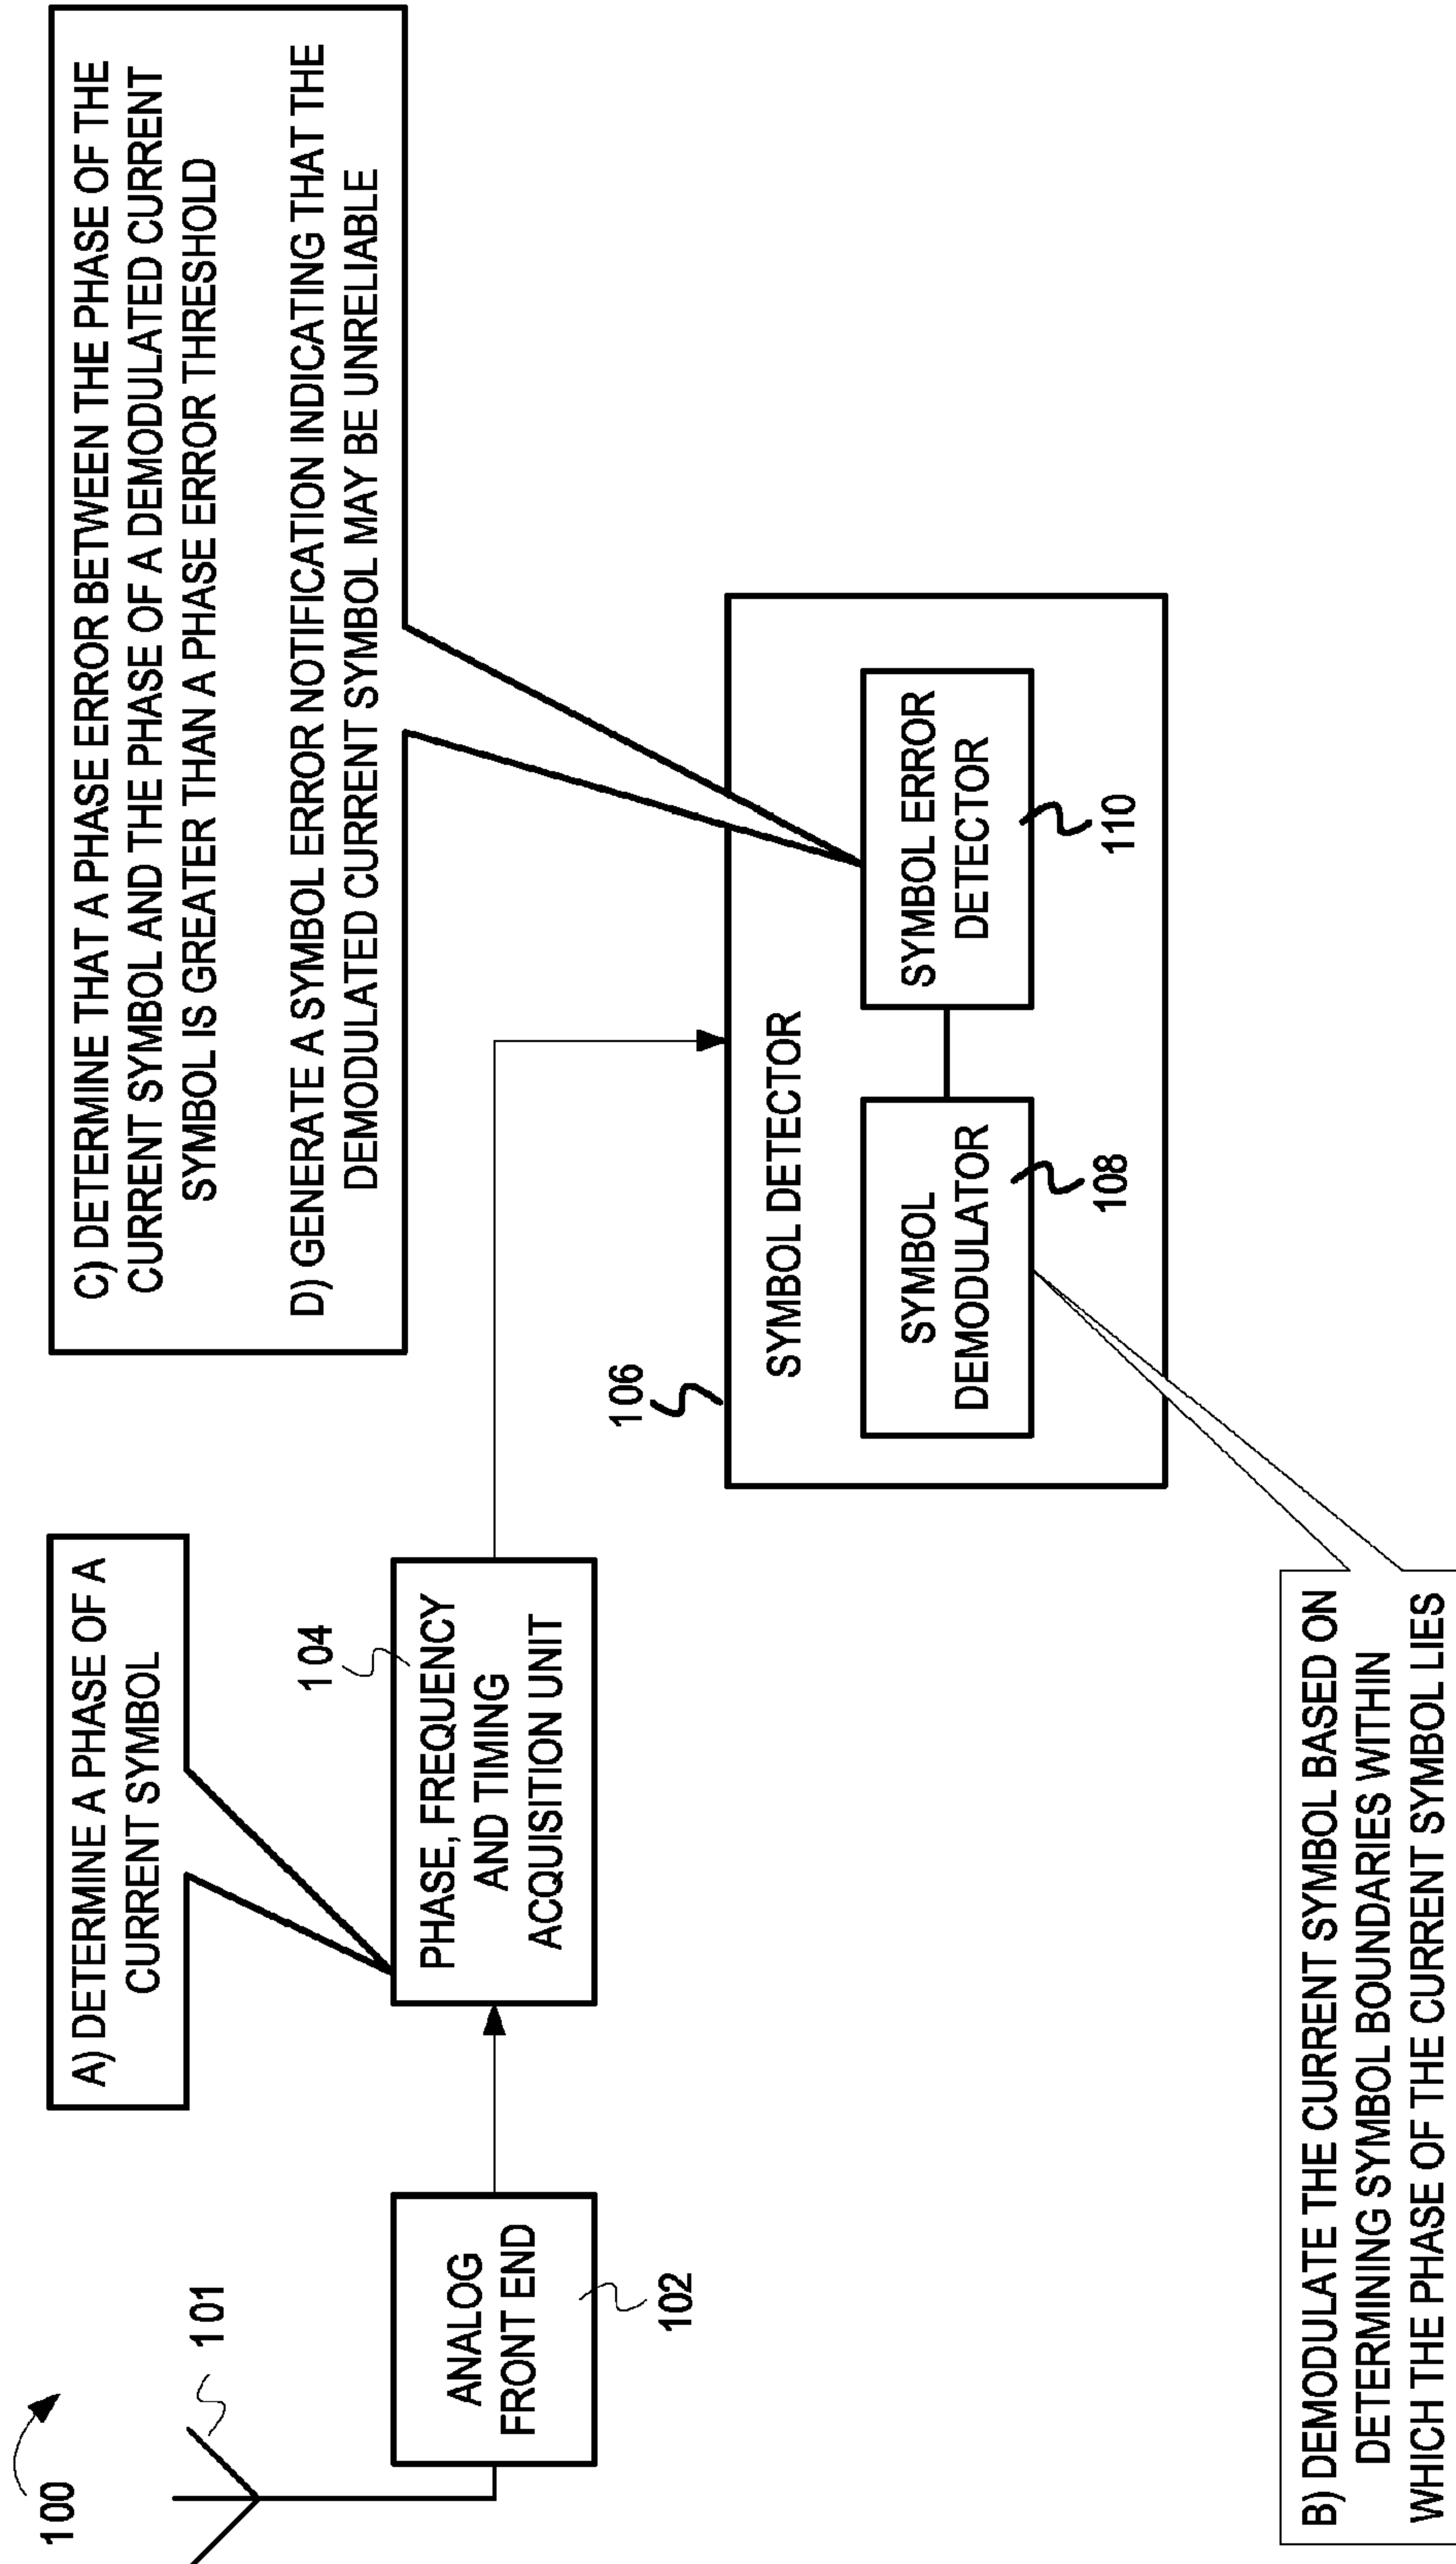 100
101
A) DETERMINE A PHASE OF A
CURRENT SYMBOL
C) DETERMINE THAT A PHASE ERROR BETWEEN THE PHASE OF THE
CURRENT SYMBOL AND THE PHASE OF A DEMODULATED CURRENT
SYMBOL IS GREATER THAN A PHASE ERROR THRESHOLD
D) GENERATE A SYMBOL ERROR NOTIFICATION INDICATING THAT THE
DEMODULATED CURRENT SYMBOL MAY BE UNRELIABLE
ANALOG
FRONT END
102
104
PHASE, FREQUENCY
AND TIMING
ACQUISITION UNIT
106
SYMBOL DETECTOR
SYMBOL
DEMODULATOR
108
SYMBOL ERROR
DETECTOR
110
B) DEMODULATE THE CURRENT SYMBOL BASED ON
DETERMINING SYMBOL BOUNDARIES WITHIN
WHICH THE PHASE OF THE CURRENT SYMBOL LIES